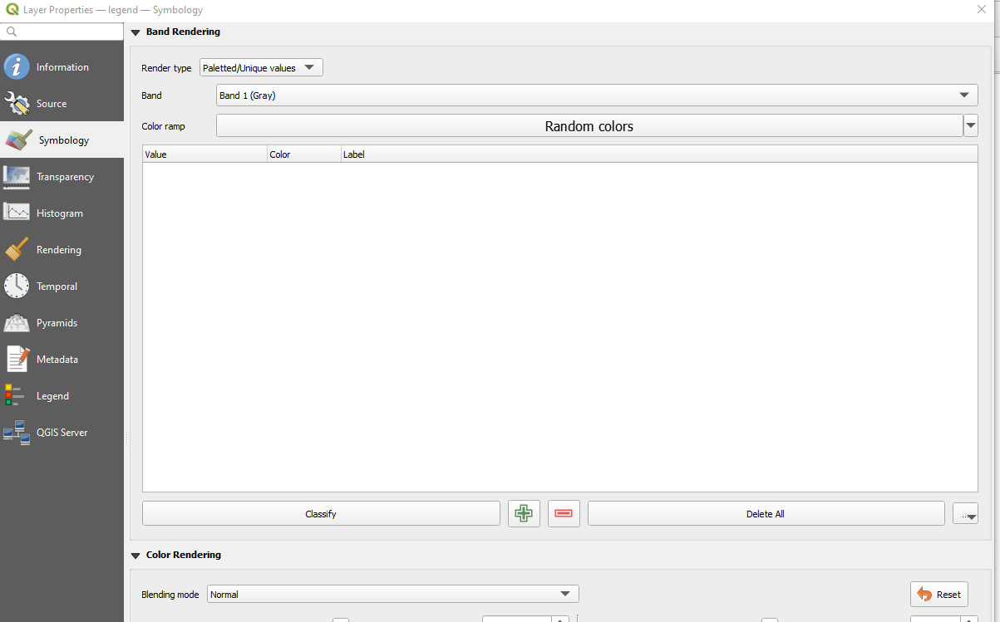 Layer Properties — legend — Symbology
Information
Source
Symbology
Transparency
Histogram
Rendering
Temporal
Pyramids
Metadata
Legend
QGIS Server
Band Rendering
Render type Paletted/Unique values
Band Band 1 (Gray)
Color ramp Random colors
Value Color Label
Classify Delete All ...
Color Rendering
Blending mode Normal Reset